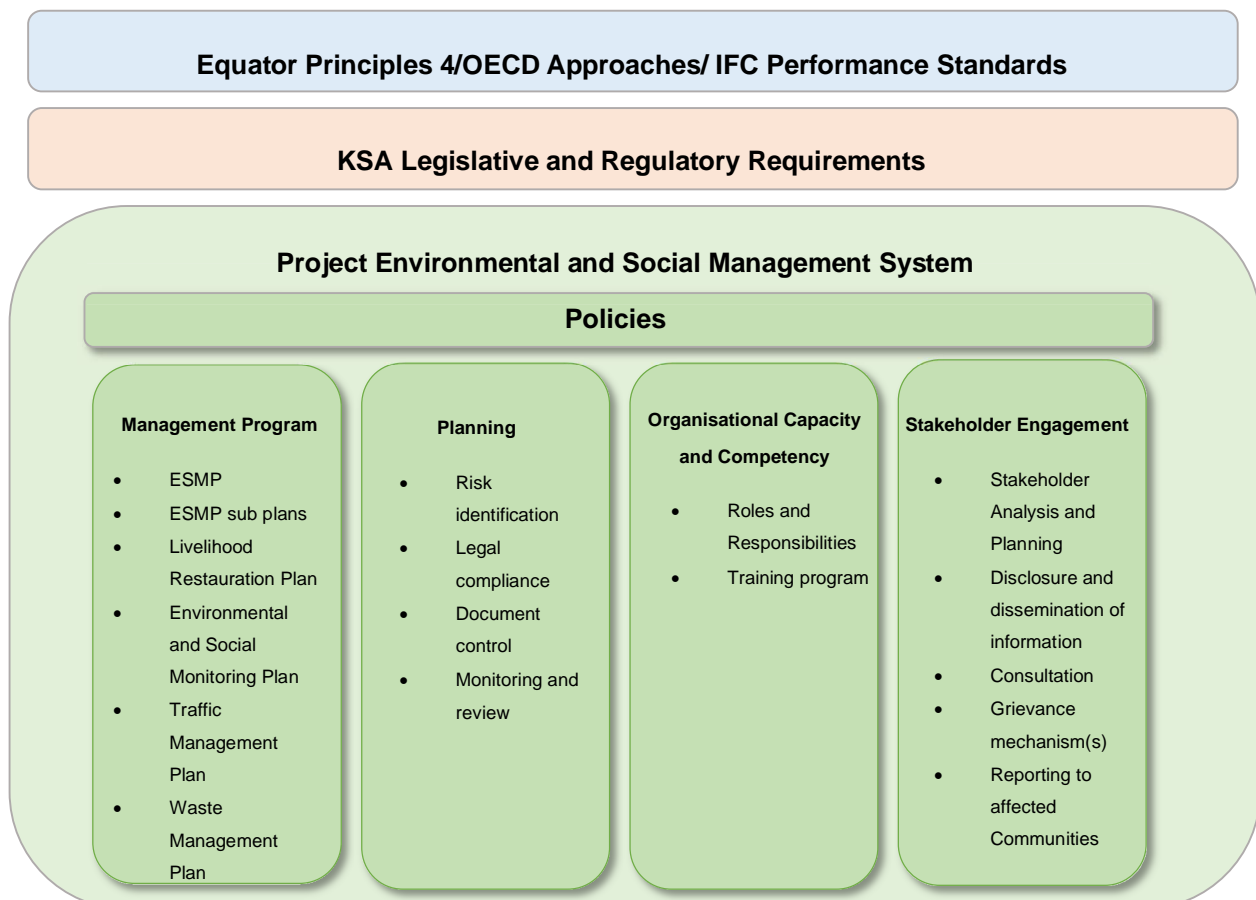 Equator Principles 4/OECD Approaches/ IFC Performance Standards
KSA Legislative and Regulatory Requirements
Project Environmental and Social Management System
Policies
Management Program
• ESMP
• ESMP sub plans
• Livelihood
Restauration Plan
• Environmental
and Social
Monitoring Plan
• Traffic
Management
Plan
• Waste
Management
Plan
Planning
• Risk
identification
• Legal
compliance
• Document
control
• Monitoring and
review
Organisational Capacity
and Competency
• Roles and
Responsibilities
• Training program
Stakeholder Engagement
• Stakeholder
Analysis and
Planning
• Disclosure and
dissemination of
information
• Consultation
• Grievance
mechanism(s)
• Reporting to
affected
Communities